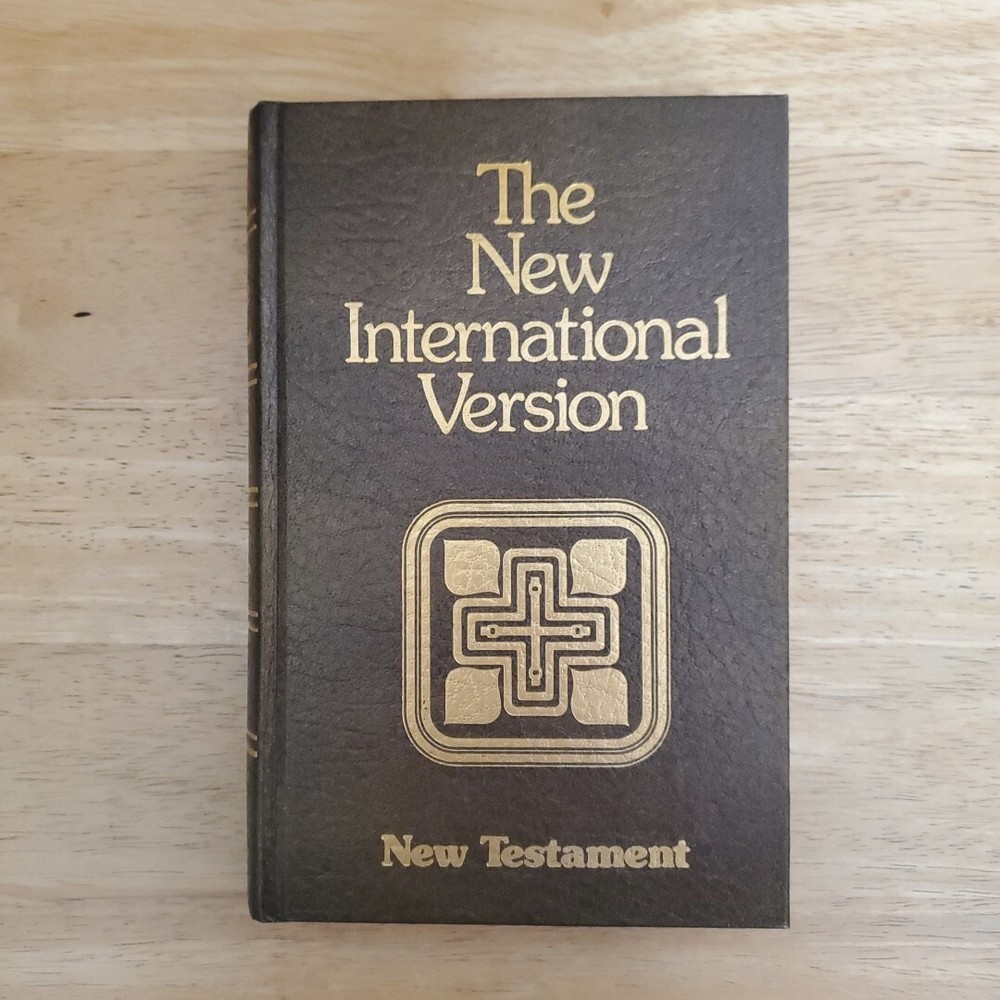 The
New
International
Version
New Testament